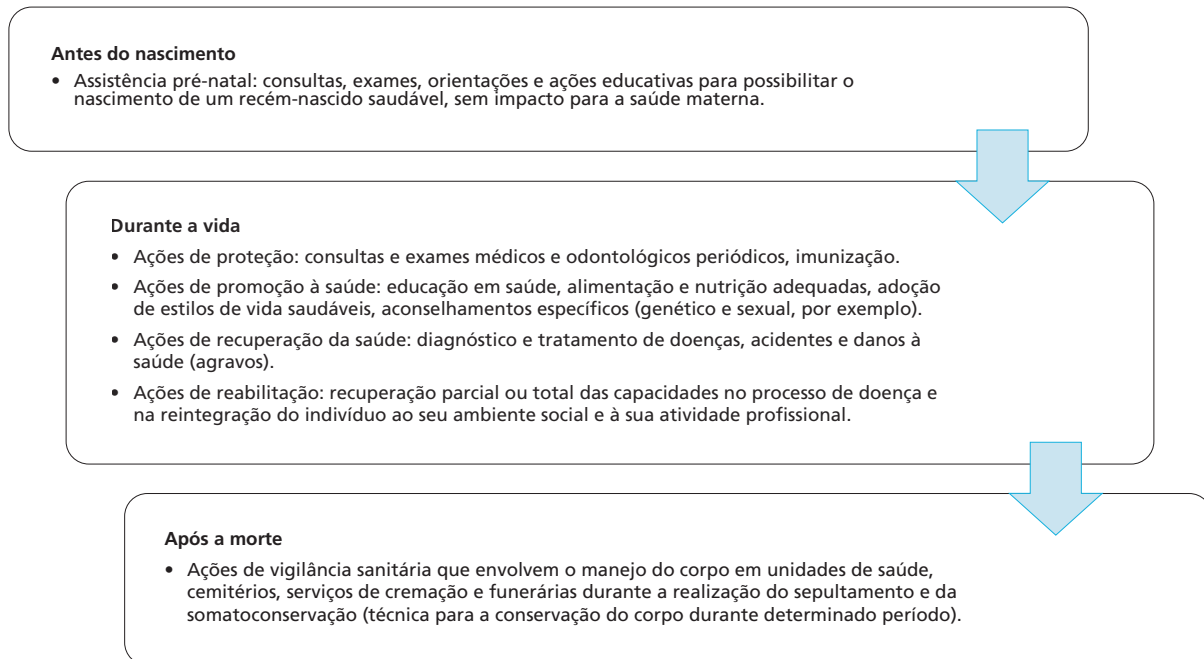 Antes do nascimento
• Assistência pré-natal: consultas, exames, orientações e ações educativas para possibilitar o
nascimento de um recém-nascido saudável, sem impacto para a saúde materna.
Durante a vida
• Ações de proteção: consultas e exames médicos e odontológicos periódicos, imunização.
• Ações de promoção à saúde: educação em saúde, alimentação e nutrição adequadas, adoção
de estilos de vida saudáveis, aconselhamentos específicos (genético e sexual, por exemplo).
• Ações de recuperação da saúde: diagnóstico e tratamento de doenças, acidentes e danos à
saúde (agravos).
• Ações de reabilitação: recuperação parcial ou total das capacidades no processo de doença e
na reintegração do indivíduo ao seu ambiente social e à sua atividade profissional.
Após a morte
• Ações de vigilância sanitária que envolvem o manejo do corpo em unidades de saúde,
cemitérios, serviços de cremação e funerárias durante a realização do sepultamento e da
somatoconservação (técnica para a conservação do corpo durante determinado período).